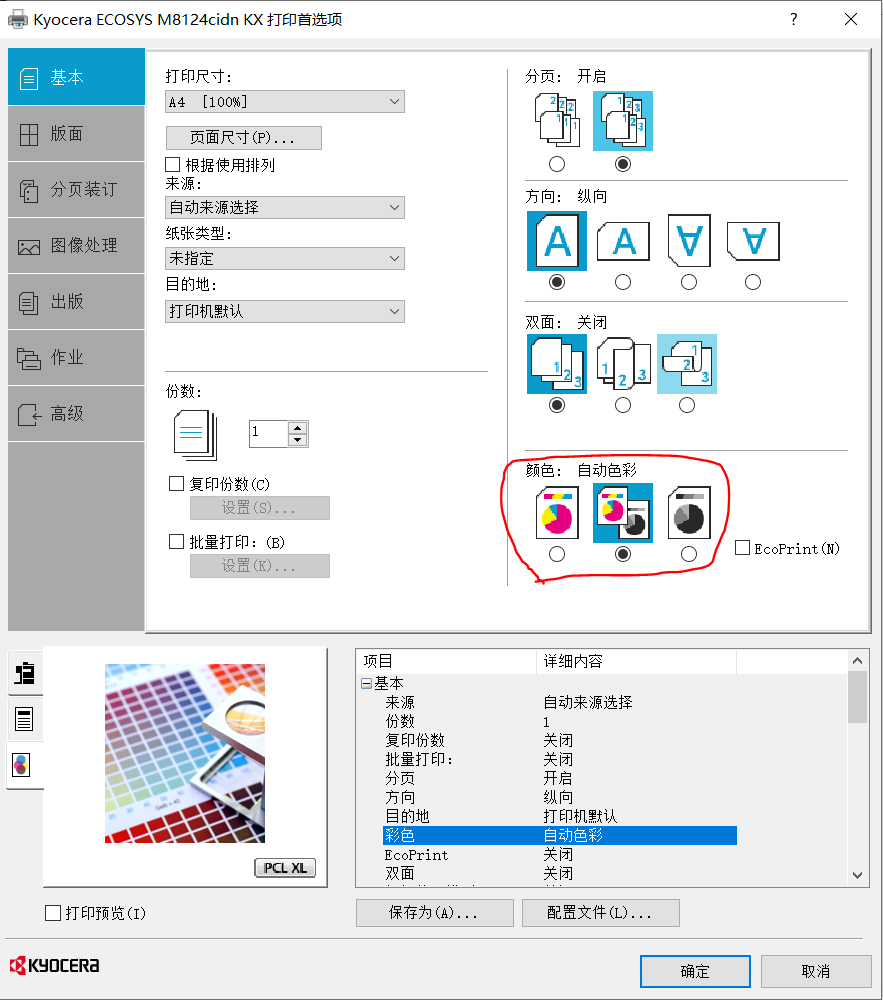 Kyocera ECOSYS M8124cidn KX 打印首选项
基本
版面
分页装订
图像处理
出版
作业
高级
打印尺寸:
A4 [100%]
页面尺寸(P)...
根据使用排列
来源:
自动来源选择
纸张类型:
未指定
目的地:
打印机默认
份数:
1
复印份数(C)
设置(S)...
批量打印: (B)
设置(K)...
分页: 开启
方向: 纵向
双面: 关闭
颜色: 自动色彩
EcoPrint(N)
PCL XL
打印预览(I)
项目 详细内容
基本
来源 自动来源选择
份数 1
复印份数 关闭
批量打印: 关闭
分页 开启
方向 纵向
目的地 打印机默认
彩色 自动色彩
EcoPrint 关闭
双面 关闭
保存为(A)...
配置文件(L)...
KYOCERA
确定
取消